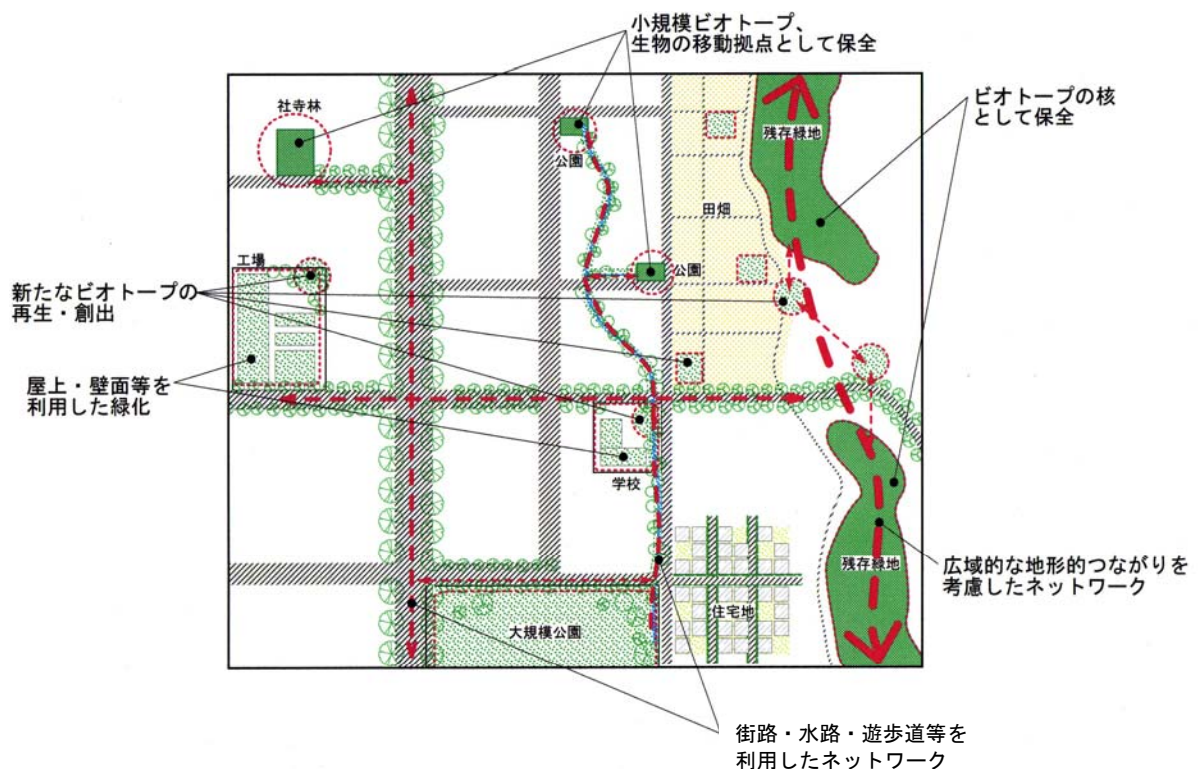 小規模ビオトープ、
生物の移動拠点として保全
ビオトープの核
として保全
社寺林
公園
残存緑地
田畑
工場
公園
新たなビオトープの
再生・創出
屋上・壁面等を
利用した緑化
学校
残存緑地
広域的な地形的つながりを
考慮したネットワーク
住宅地
大規模公園
街路・水路・遊歩道等を
利用したネットワーク